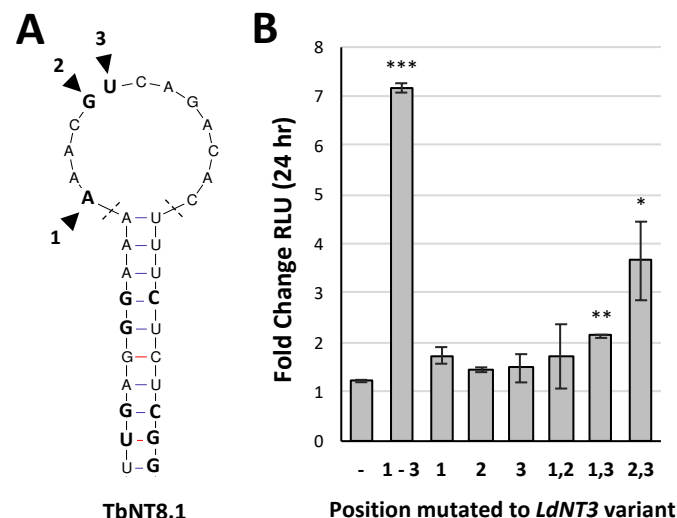 A
3
2
1
U-C-A
G G
C A
A C
A A
A C
A-U
A-U
A-U
G-C
G-U
G-C
A-U
G-C
U-G
U-G
TbNT8.1
B
Fold Change RLU (24 hr)
8
7
6
5
4
3
2
1
0
***
**
*
- 1 - 3 1 2 3 1,2 1,3 2,3
Position mutated to LdNT3 variant